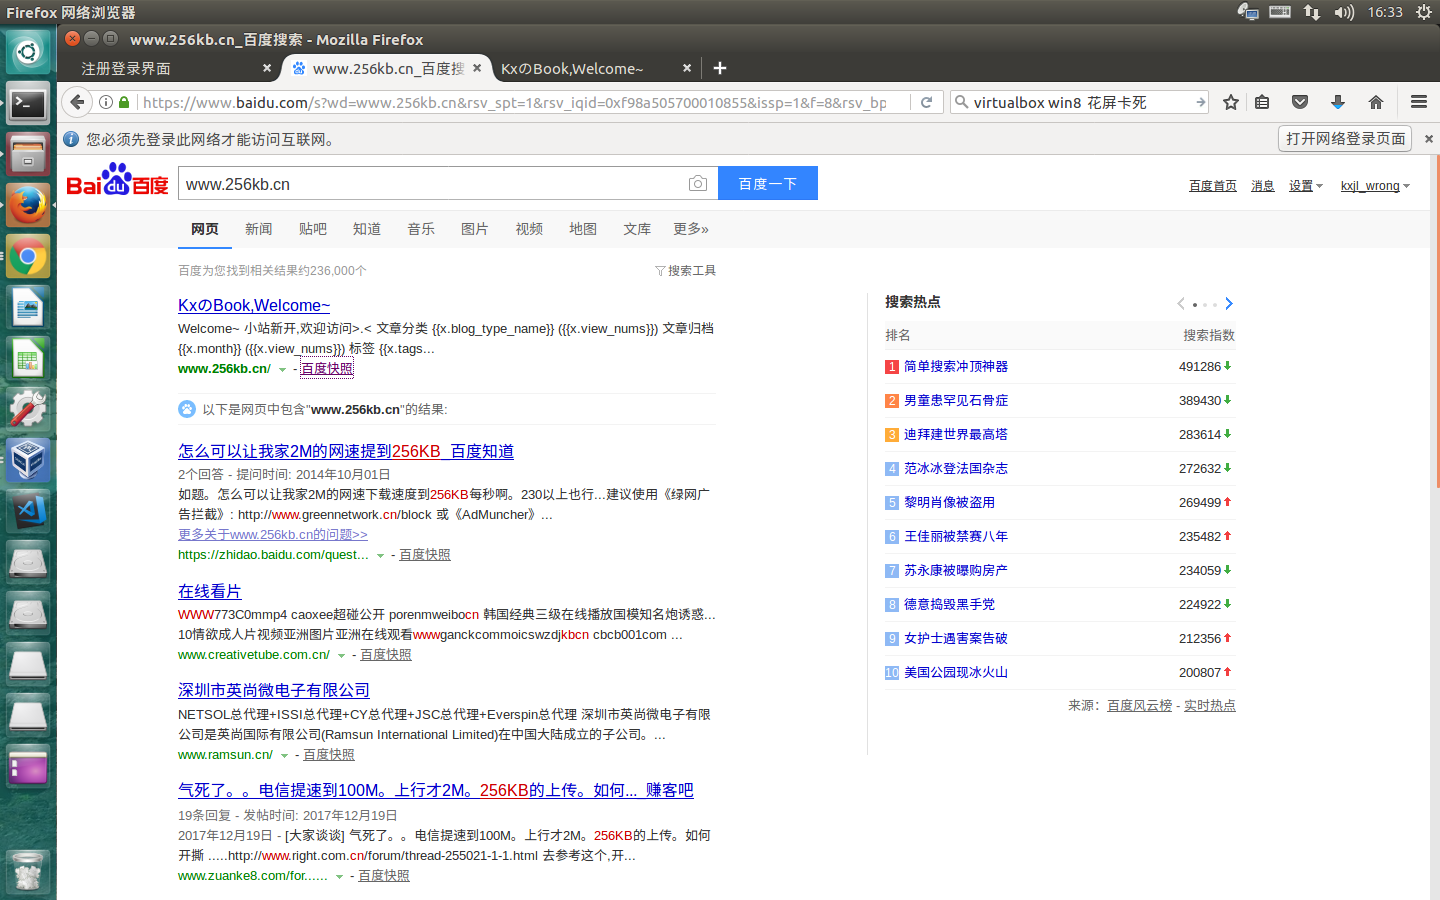 Firefox 网络浏览器
16:33
www.256kb.cn_百度搜索 - Mozilla Firefox
注册登录界面
www.256kb.cn_百度搜
KxのBook,Welcome~
https://www.baidu.com/s?wd=www.256kb.cn&rsv_spt=1&rsv_iqid=0xf98a505700010855&issp=1&f=8&rsv_bp
virtualbox win8 花屏卡死
您必须先登录此网络才能访问互联网。
打开网络登录页面
Bai du 百度
www.256kb.cn
百度一下
百度首页 消息 设置 kxjl_wrong
网页 新闻 贴吧 知道 音乐 图片 视频 地图 文库 更多»
百度为您找到相关结果约236,000个
搜索工具
KxのBook,Welcome~
Welcome~ 小站新开,欢迎访问>.< 文章分类 {{x.blog_type_name}} ({{x.view_nums}}) 文章归档
{{x.month}} ({{x.view_nums}}) 标签 {{x.tags...
www.256kb.cn/ - 百度快照
以下是网页中包含"www.256kb.cn"的结果:
怎么可以让我家2M的网速提到256KB_百度知道
2个回答 - 提问时间: 2014年10月01日
如题。怎么可以让我家2M的网速下载速度到256KB每秒啊。230以上也行...建议使用《绿网广
告拦截》: http://www.greennetwork.cn/block 或《AdMuncher》...
更多关于www.256kb.cn的问题>>
https://zhidao.baidu.com/quest... - 百度快照
在线看片
WWW773C0mmp4 caoxee超碰公开 porenmweibocn 韩国经典三级在线播放国模知名炮诱惑...
10情欲成人片视频亚洲图片亚洲在线观看wwwganckcommoicswzdjkbcn cbcb001com ...
www.creativetube.com.cn/ - 百度快照
深圳市英尚微电子有限公司
NETSOL总代理+ISSI总代理+CY总代理+JSC总代理+Everspin总代理 深圳市英尚微电子有限
公司是英尚国际有限公司(Ramsun International Limited)在中国大陆成立的子公司。...
www.ramsun.cn/ - 百度快照
气死了。。电信提速到100M。上行才2M。256KB的上传。如何..._赚客吧
19条回复 - 发帖时间: 2017年12月19日
2017年12月19日 - [大家谈谈] 气死了。。电信提速到100M。上行才2M。256KB的上传。如何
开撕 .....http://www.right.com.cn/forum/thread-255021-1-1.html 去参考这个,开...
www.zuanke8.com/for...... - 百度快照
搜索热点
排名 搜索指数
1 简单搜索冲顶神器 491286
2 男童患罕见石骨症 389430
3 迪拜建世界最高塔 283614
4 范冰冰登法国杂志 272632
5 黎明肖像被盗用 269499
6 王佳丽被禁赛八年 235482
7 苏永康被曝购房产 234059
8 德意捣毁黑手党 224922
9 女护士遇害案告破 212356
10 美国公园现冰火山 200807
来源：百度风云榜 - 实时热点